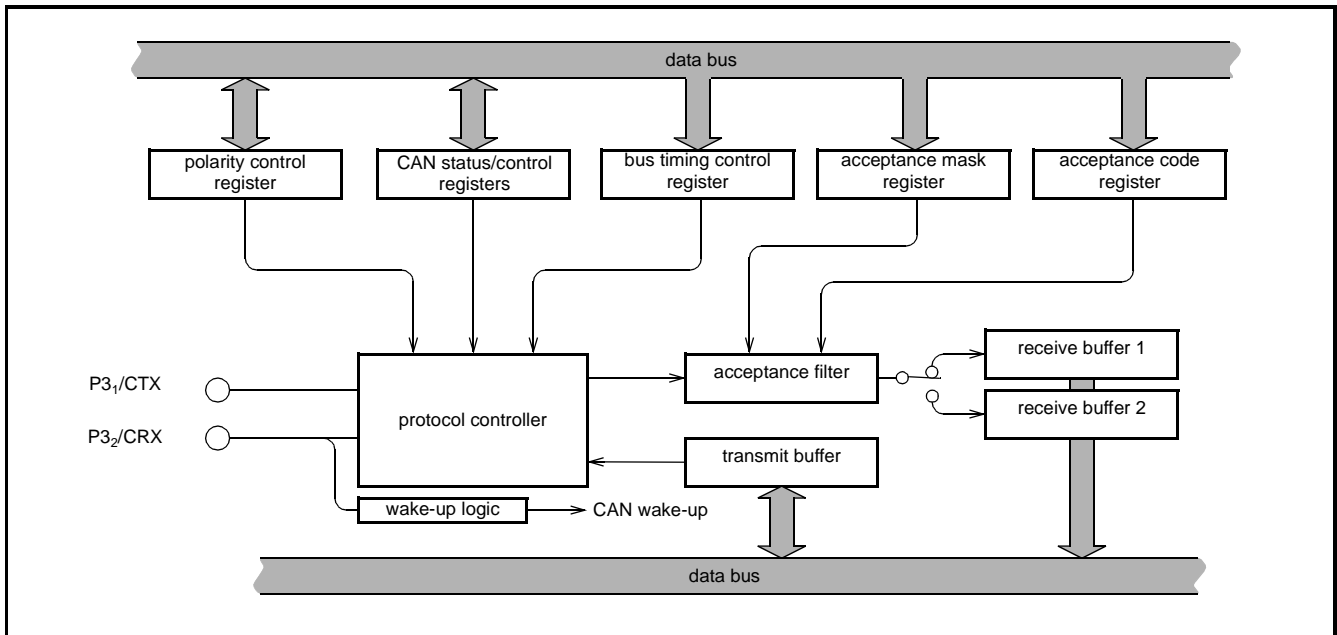 data bus
polarity control
register
CAN status/control
registers
bus timing control
register
acceptance mask
register
acceptance code
register
P3₁/CTX
P3₂/CRX
protocol controller
acceptance filter
receive buffer 1
receive buffer 2
transmit buffer
wake-up logic
CAN wake-up
data bus